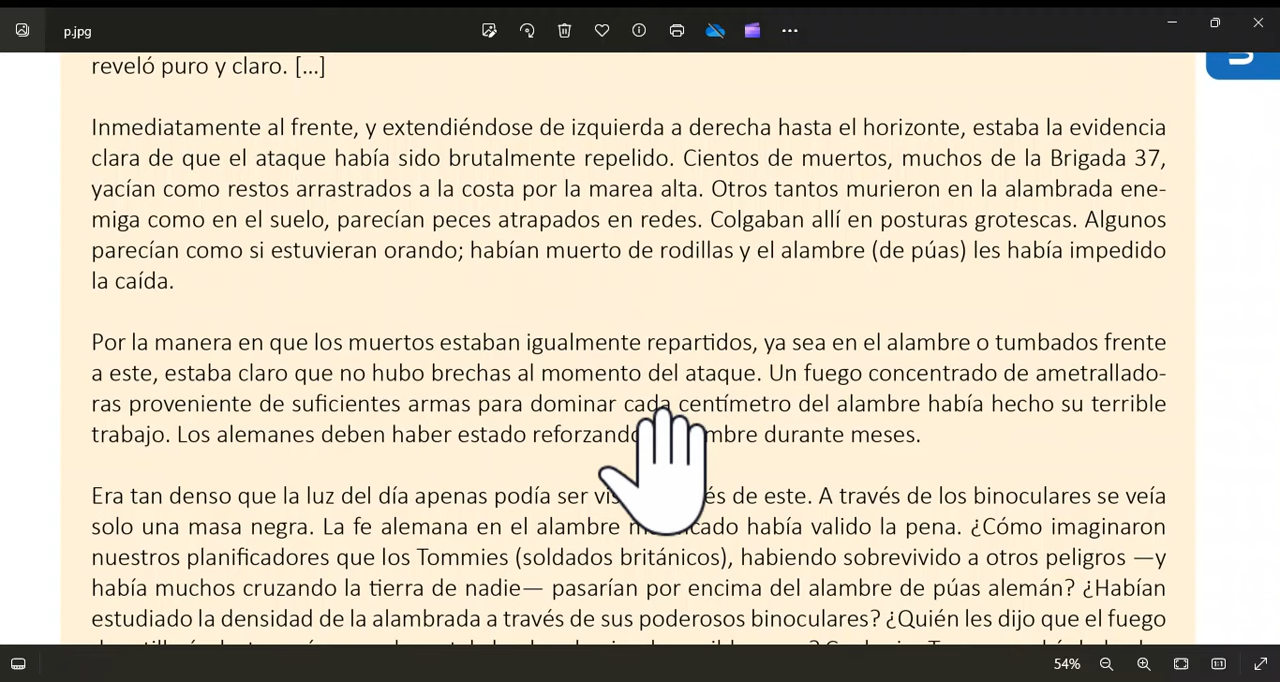 p.jpg
reveló puro y claro. [...]
Inmediatamente al frente, y extendiéndose de izquierda a derecha hasta el horizonte, estaba la evidencia
clara de que el ataque había sido brutalmente repelido. Cientos de muertos, muchos de la Brigada 37,
yacían como restos arrastrados a la costa por la marea alta. Otros tantos murieron en la alambrada ene-
miga como en el suelo, parecían peces atrapados en redes. Colgaban allí en posturas grotescas. Algunos
parecían como si estuvieran orando; habían muerto de rodillas y el alambre (de púas) les había impedido
la caída.
Por la manera en que los muertos estaban igualmente repartidos, ya sea en el alambre o tumbados frente
a este, estaba claro que no hubo brechas al momento del ataque. Un fuego concentrado de ametrallado-
ras proveniente de suficientes armas para dominar cada centímetro del alambre había hecho su terrible
trabajo. Los alemanes deben haber estado reforzando mbre durante meses.
Era tan denso que la luz del día apenas podía ser és de este. A través de los binoculares se veía
solo una masa negra. La fe alemana en el alambre cado había valido la pena. ¿Cómo imaginaron
nuestros planificadores que los Tommies (soldados británicos), habiendo sobrevivido a otros peligros —y
había muchos cruzando la tierra de nadie— pasarían por encima del alambre de púas alemán? ¿Habían
estudiado la densidad de la alambrada a través de sus poderosos binoculares? ¿Quién les dijo que el fuego
54%